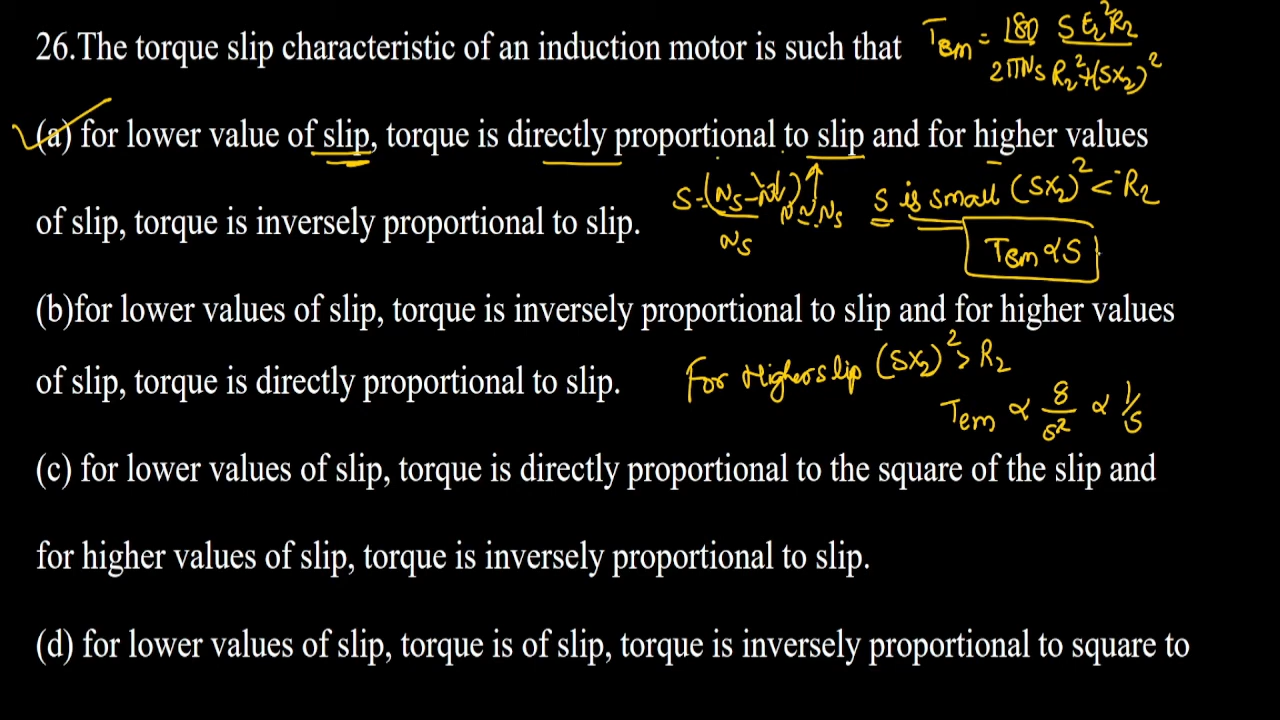 26.The torque slip characteristic of an induction motor is such that Tem = 180 S E2²R2
2πNs R2²+(SX2)²
(a) for lower value of slip, torque is directly proportional to slip and for higher values
S = (Ns-N) N Ns S is small (SX2)² < R2
of slip, torque is inversely proportional to slip.
Ns Tem ∝ S
(b)for lower values of slip, torque is inversely proportional to slip and for higher values
of slip, torque is directly proportional to slip. For Higher slip (SX2)² > R2
Tem ∝ S/S² ∝ 1/S
(c) for lower values of slip, torque is directly proportional to the square of the slip and
for higher values of slip, torque is inversely proportional to slip.
(d) for lower values of slip, torque is of slip, torque is inversely proportional to square to